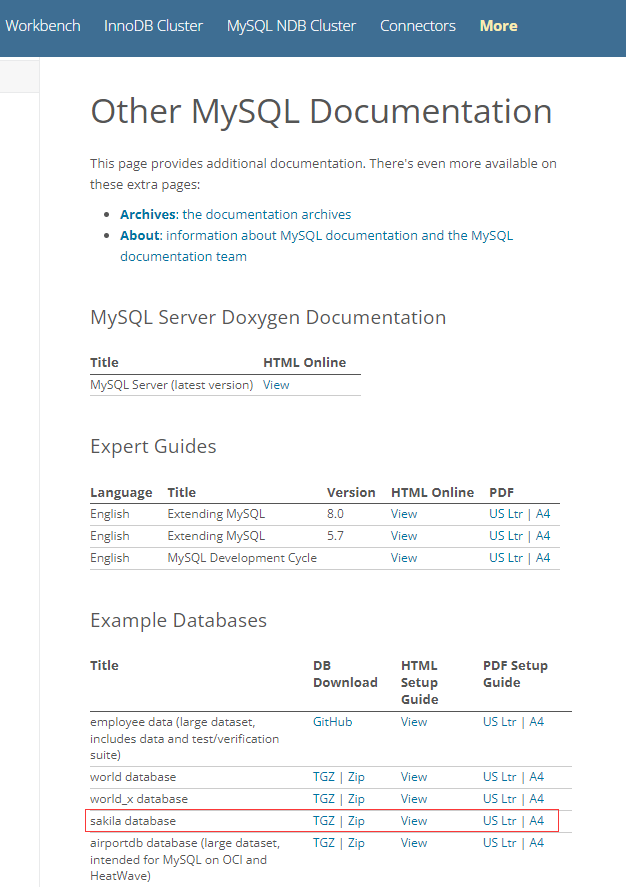 Workbench InnoDB Cluster MySQL NDB Cluster Connectors More
Other MySQL Documentation
This page provides additional documentation. There's even more available on
these extra pages:
• Archives: the documentation archives
• About: information about MySQL documentation and the MySQL
documentation team
MySQL Server Doxygen Documentation
Title HTML Online
MySQL Server (latest version) View
Expert Guides
Language Title Version HTML Online PDF
English Extending MySQL 8.0 View US Ltr | A4
English Extending MySQL 5.7 View US Ltr | A4
English MySQL Development Cycle View US Ltr | A4
Example Databases
Title DB HTML PDF Setup
Download Setup Guide
Guide
employee data (large dataset, GitHub View US Ltr | A4
includes data and test/verification
suite)
world database TGZ | Zip View US Ltr | A4
world_x database TGZ | Zip View US Ltr | A4
sakila database TGZ | Zip View US Ltr | A4
airportdb database (large dataset, TGZ | Zip View US Ltr | A4
intended for MySQL on OCI and
HeatWave)